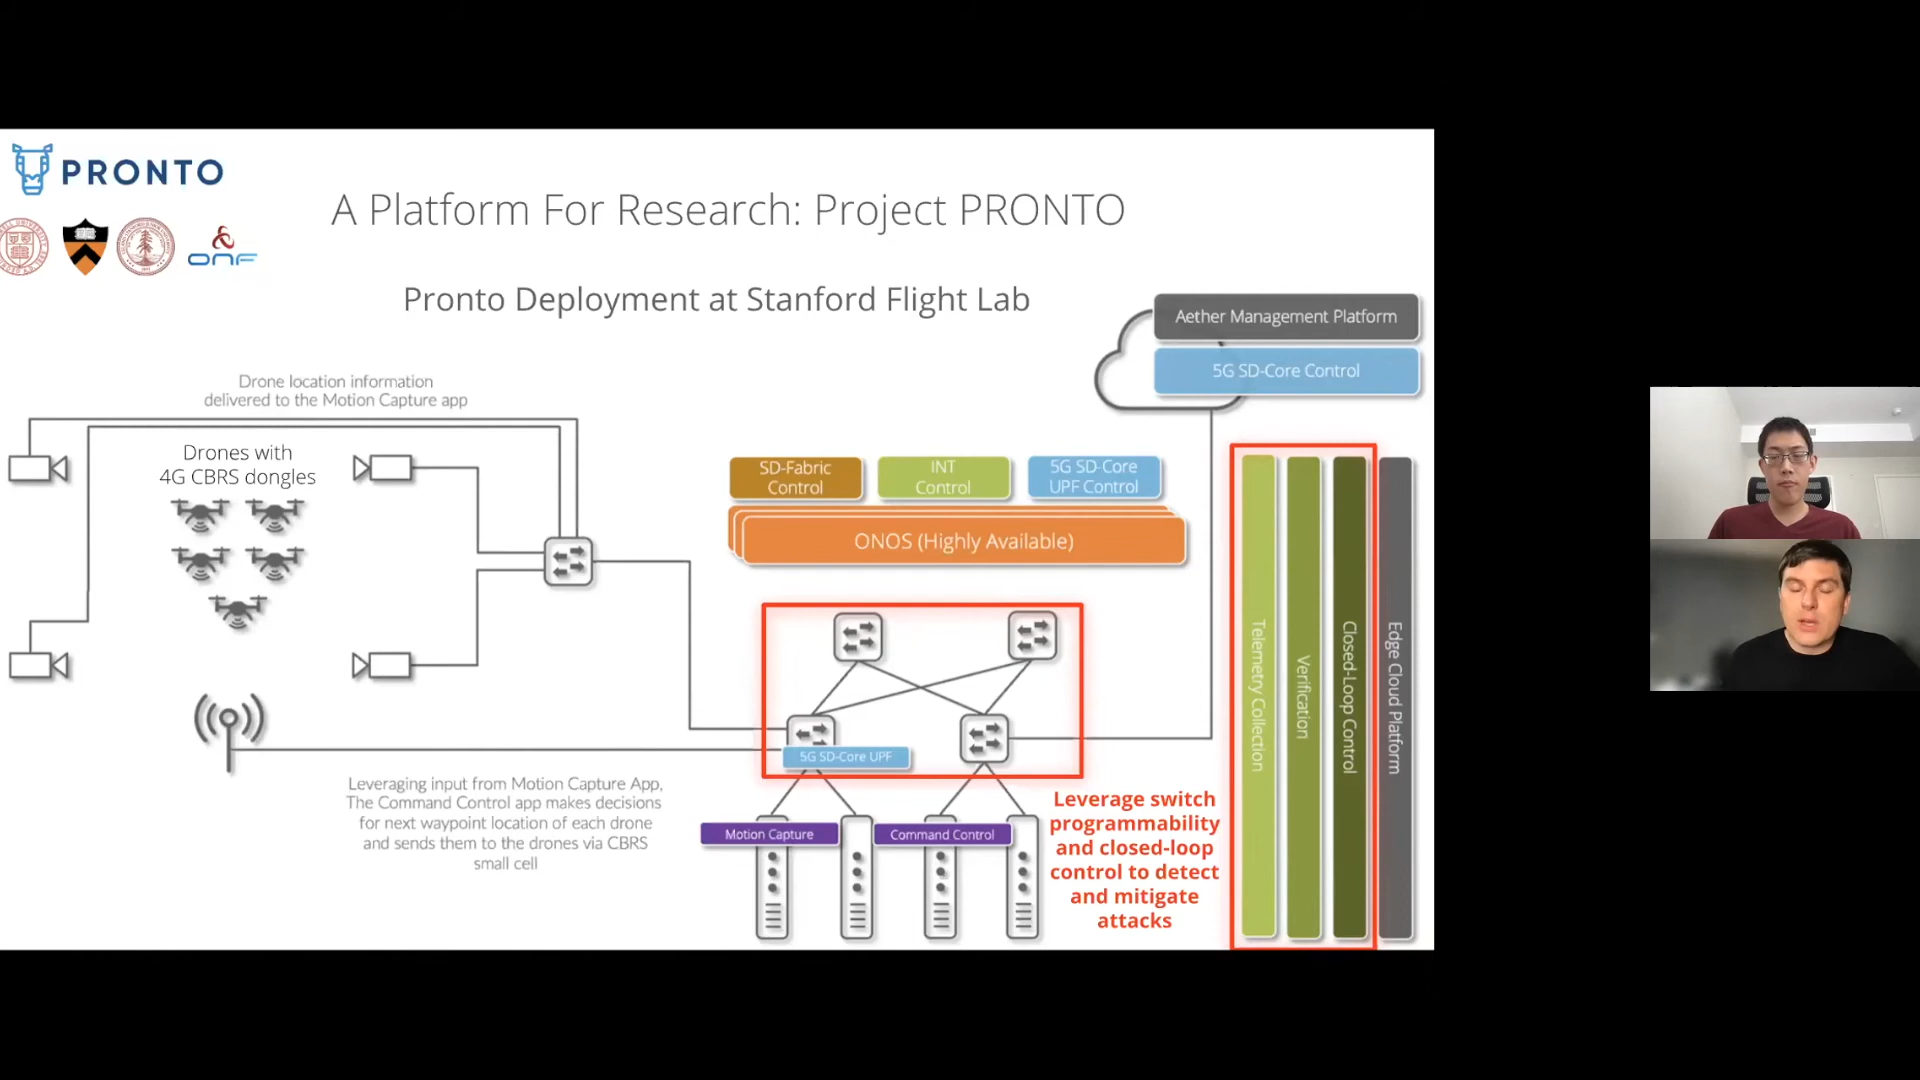 PRONTO
A Platform For Research: Project PRONTO
ONF
Pronto Deployment at Stanford Flight Lab
Aether Management Platform
5G SD-Core Control
Drone location information
delivered to the Motion Capture app
Drones with
4G CBRS dongles
SD-Fabric
Control
INT
Control
5G SD-Core
UPF Control
ONOS (Highly Available)
5G SD-Core UPF
Telemetry Collection
Verification
Closed-Loop Control
Edge Cloud Platform
Leveraging input from Motion Capture App,
The Command Control app makes decisions
for next waypoint location of each drone
and sends them to the drones via CBRS
small cell
Motion Capture
Command Control
Leverage switch
programmability
and closed-loop
control to detect
and mitigate
attacks